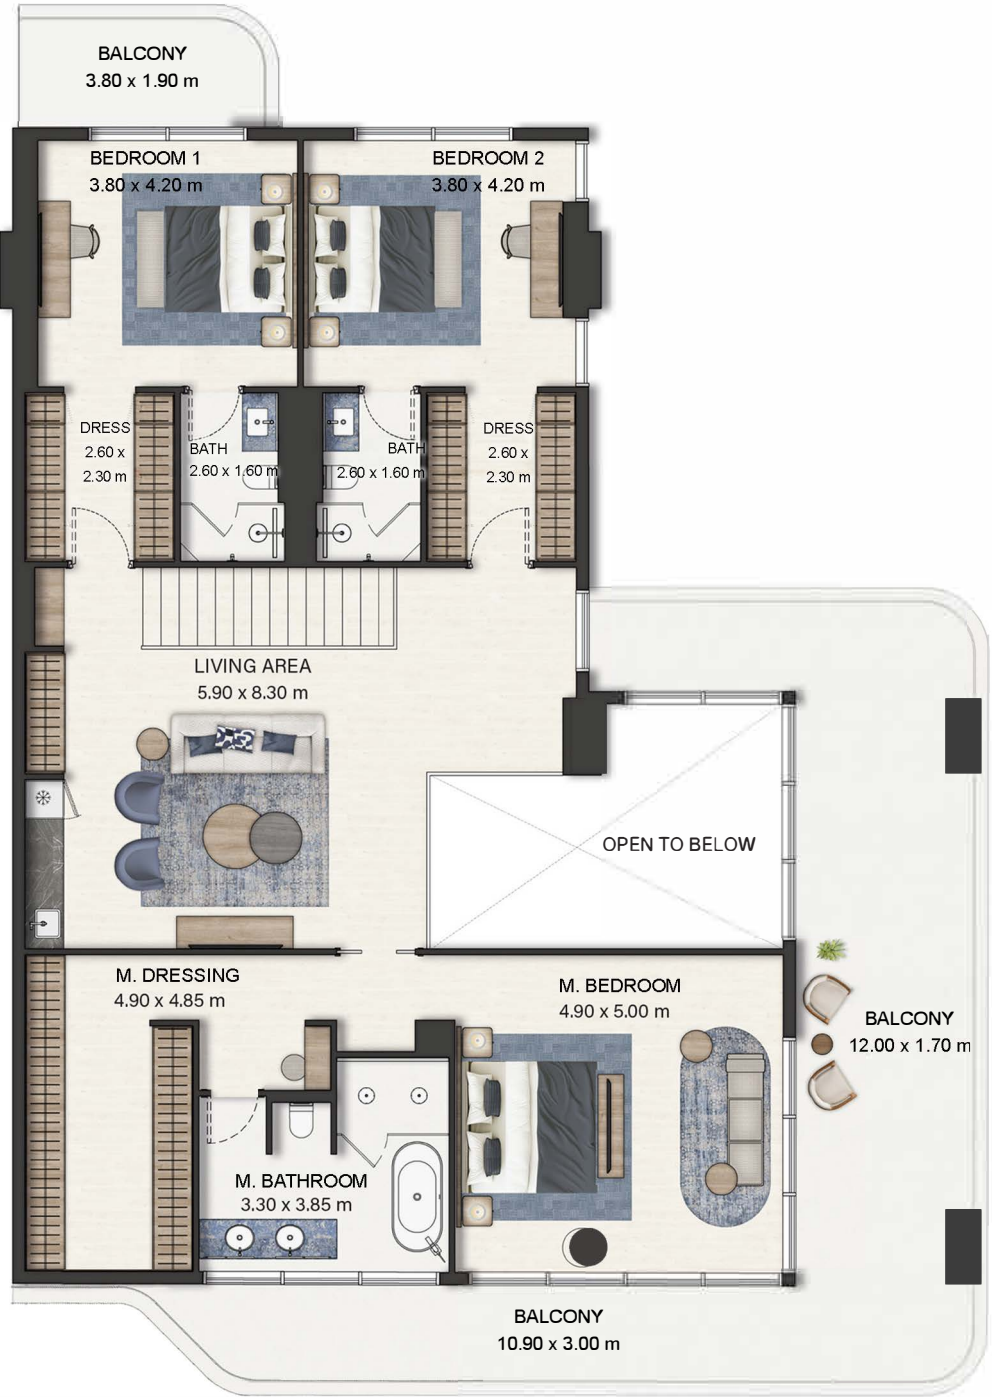 BALCONY
3.80 x 1.90 m
BEDROOM 1
3.80 x 4.20 m
BEDROOM 2
3.80 x 4.20 m
DRESS
2.60 x
2.30 m
BATH
2.60 x 1.60 m
BATH
2.60 x 1.60 m
DRESS
2.60 x
2.30 m
LIVING AREA
5.90 x 8.30 m
OPEN TO BELOW
M. DRESSING
4.90 x 4.85 m
M. BEDROOM
4.90 x 5.00 m
BALCONY
12.00 x 1.70 m
M. BATHROOM
3.30 x 3.85 m
BALCONY
10.90 x 3.00 m